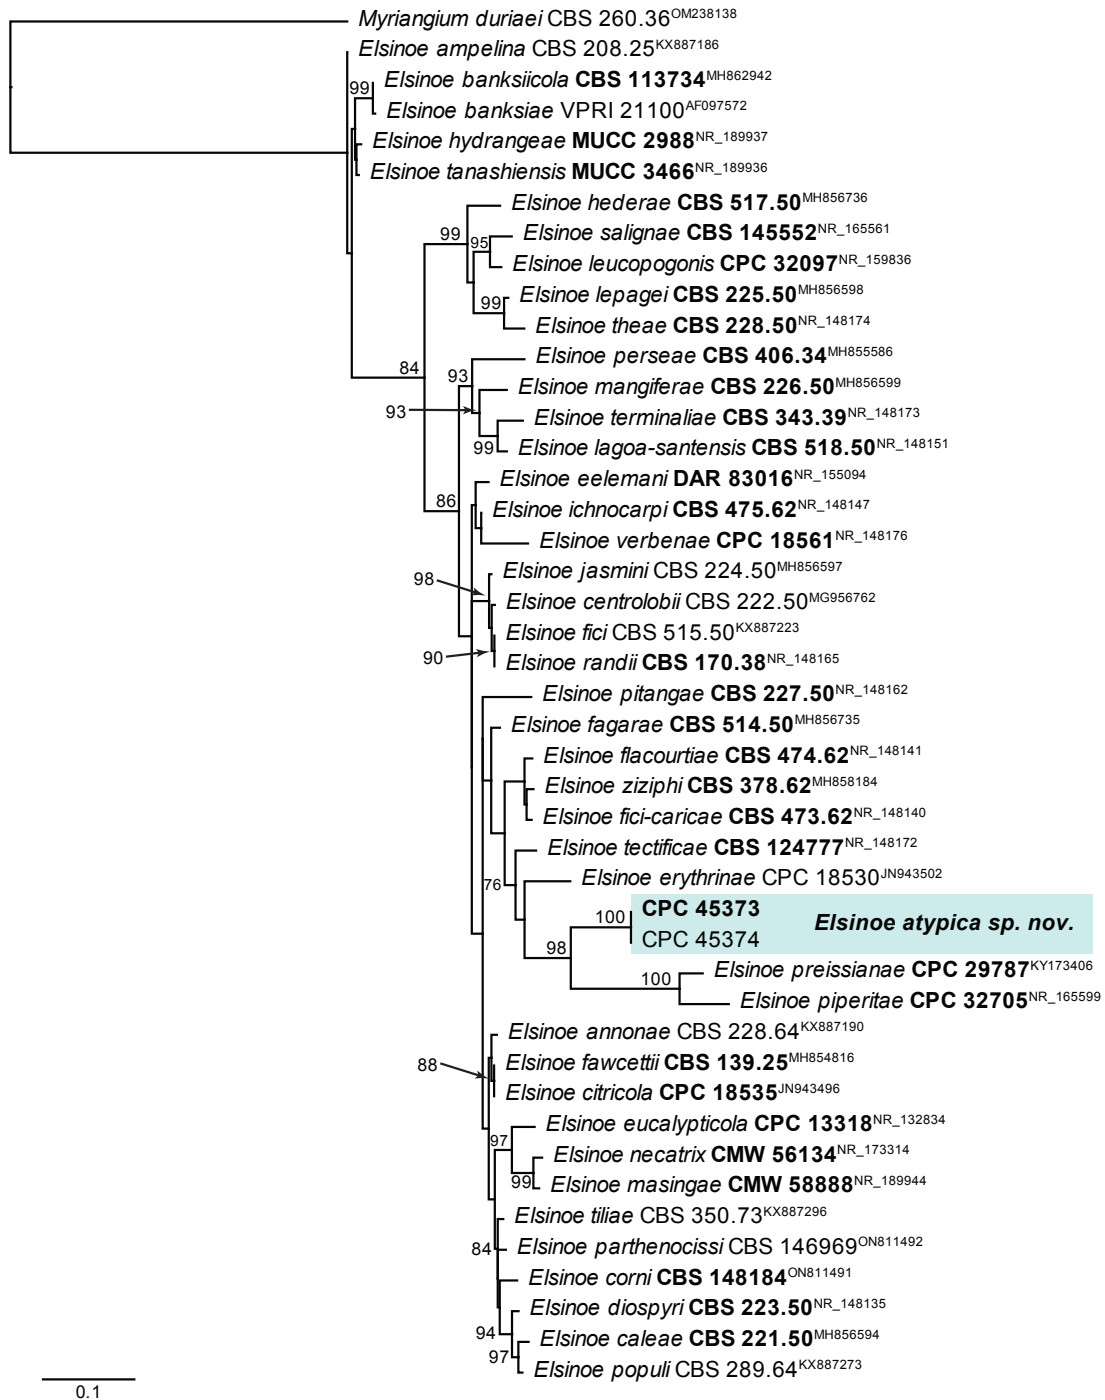 Myriangium duriaei CBS 260.36OM238138
Elsinoe ampelina CBS 208.25KX887186
Elsinoe banksiicola CBS 113734MH862942
99
Elsinoe banksiae VPRI 21100AF097572
Elsinoe hydrangeae MUCC 2988NR_189937
Elsinoe tanashiensis MUCC 3466NR_189936
Elsinoe hederae CBS 517.50MH856736
99
Elsinoe salignae CBS 145552NR_165561
95
Elsinoe leucopogonis CPC 32097NR_159836
Elsinoe lepagei CBS 225.50MH856598
99
Elsinoe theae CBS 228.50NR_148174
Elsinoe perseae CBS 406.34MH855586
84
93
Elsinoe mangiferae CBS 226.50MH856599
93
Elsinoe terminaliae CBS 343.39NR_148173
99
Elsinoe lagoa-santensis CBS 518.50NR_148151
Elsinoe eelemani DAR 83016NR_155094
86
Elsinoe ichnocarpi CBS 475.62NR_148147
Elsinoe verbenae CPC 18561NR_148176
Elsinoe jasmini CBS 224.50MH856597
98
Elsinoe centrolobii CBS 222.50MG956762
Elsinoe fici CBS 515.50KX887223
90
Elsinoe randii CBS 170.38NR_148165
Elsinoe pitangae CBS 227.50NR_148162
Elsinoe fagarae CBS 514.50MH856735
Elsinoe flacourtiae CBS 474.62NR_148141
Elsinoe ziziphi CBS 378.62MH858184
Elsinoe fici-caricae CBS 473.62NR_148140
Elsinoe tectificae CBS 124777NR_148172
76
Elsinoe erythrinae CPC 18530JN943502
CPC 45373
100
Elsinoe atypica sp. nov.
CPC 45374
98
Elsinoe preissianae CPC 29787KY173406
100
Elsinoe piperitae CPC 32705NR_165599
Elsinoe annonae CBS 228.64KX887190
88
Elsinoe fawcettii CBS 139.25MH854816
Elsinoe citricola CPC 18535JN943496
Elsinoe eucalypticola CPC 13318NR_132834
97
Elsinoe necatrix CMW 56134NR_173314
99
Elsinoe masingae CMW 58888NR_189944
Elsinoe tiliae CBS 350.73KX887296
84
Elsinoe parthenocissi CBS 146969ON811492
Elsinoe corni CBS 148184ON811491
Elsinoe diospyri CBS 223.50NR_148135
94
Elsinoe caleae CBS 221.50MH856594
97
Elsinoe populi CBS 289.64KX887273
0.1